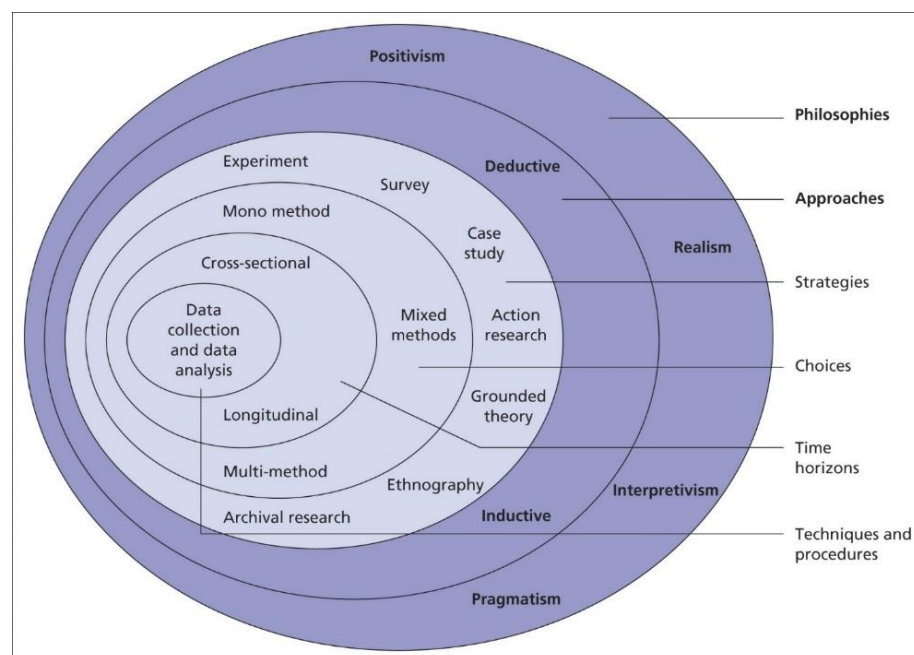 Positivism
Philosophies
Experiment
Deductive
Survey
Approaches
Mono method
Case
study
Realism
Cross-sectional
Strategies
Data
collection
and data
analysis
Mixed
methods
Action
research
Choices
Grounded
theory
Longitudinal
Time
horizons
Multi-method
Ethnography
Interpretivism
Archival research
Inductive
Techniques and
procedures
Pragmatism